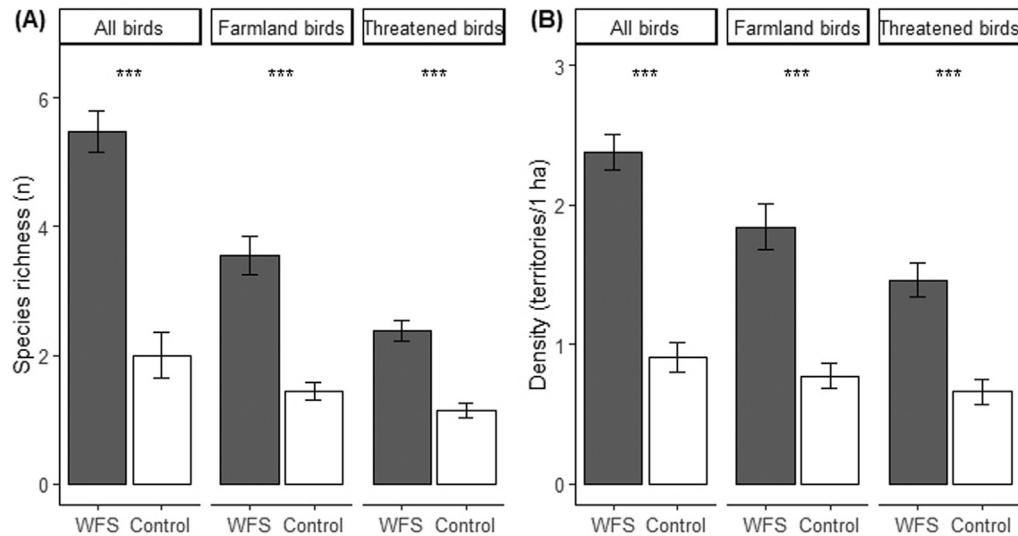 (A) All birds Farmland birds Threatened birds
*** *** ***
6
4
2
0
Species richness (n)
WFS Control WFS Control WFS Control
(B) All birds Farmland birds Threatened birds
*** *** ***
3
2
1
0
Density (territories/1 ha)
WFS Control WFS Control WFS Control